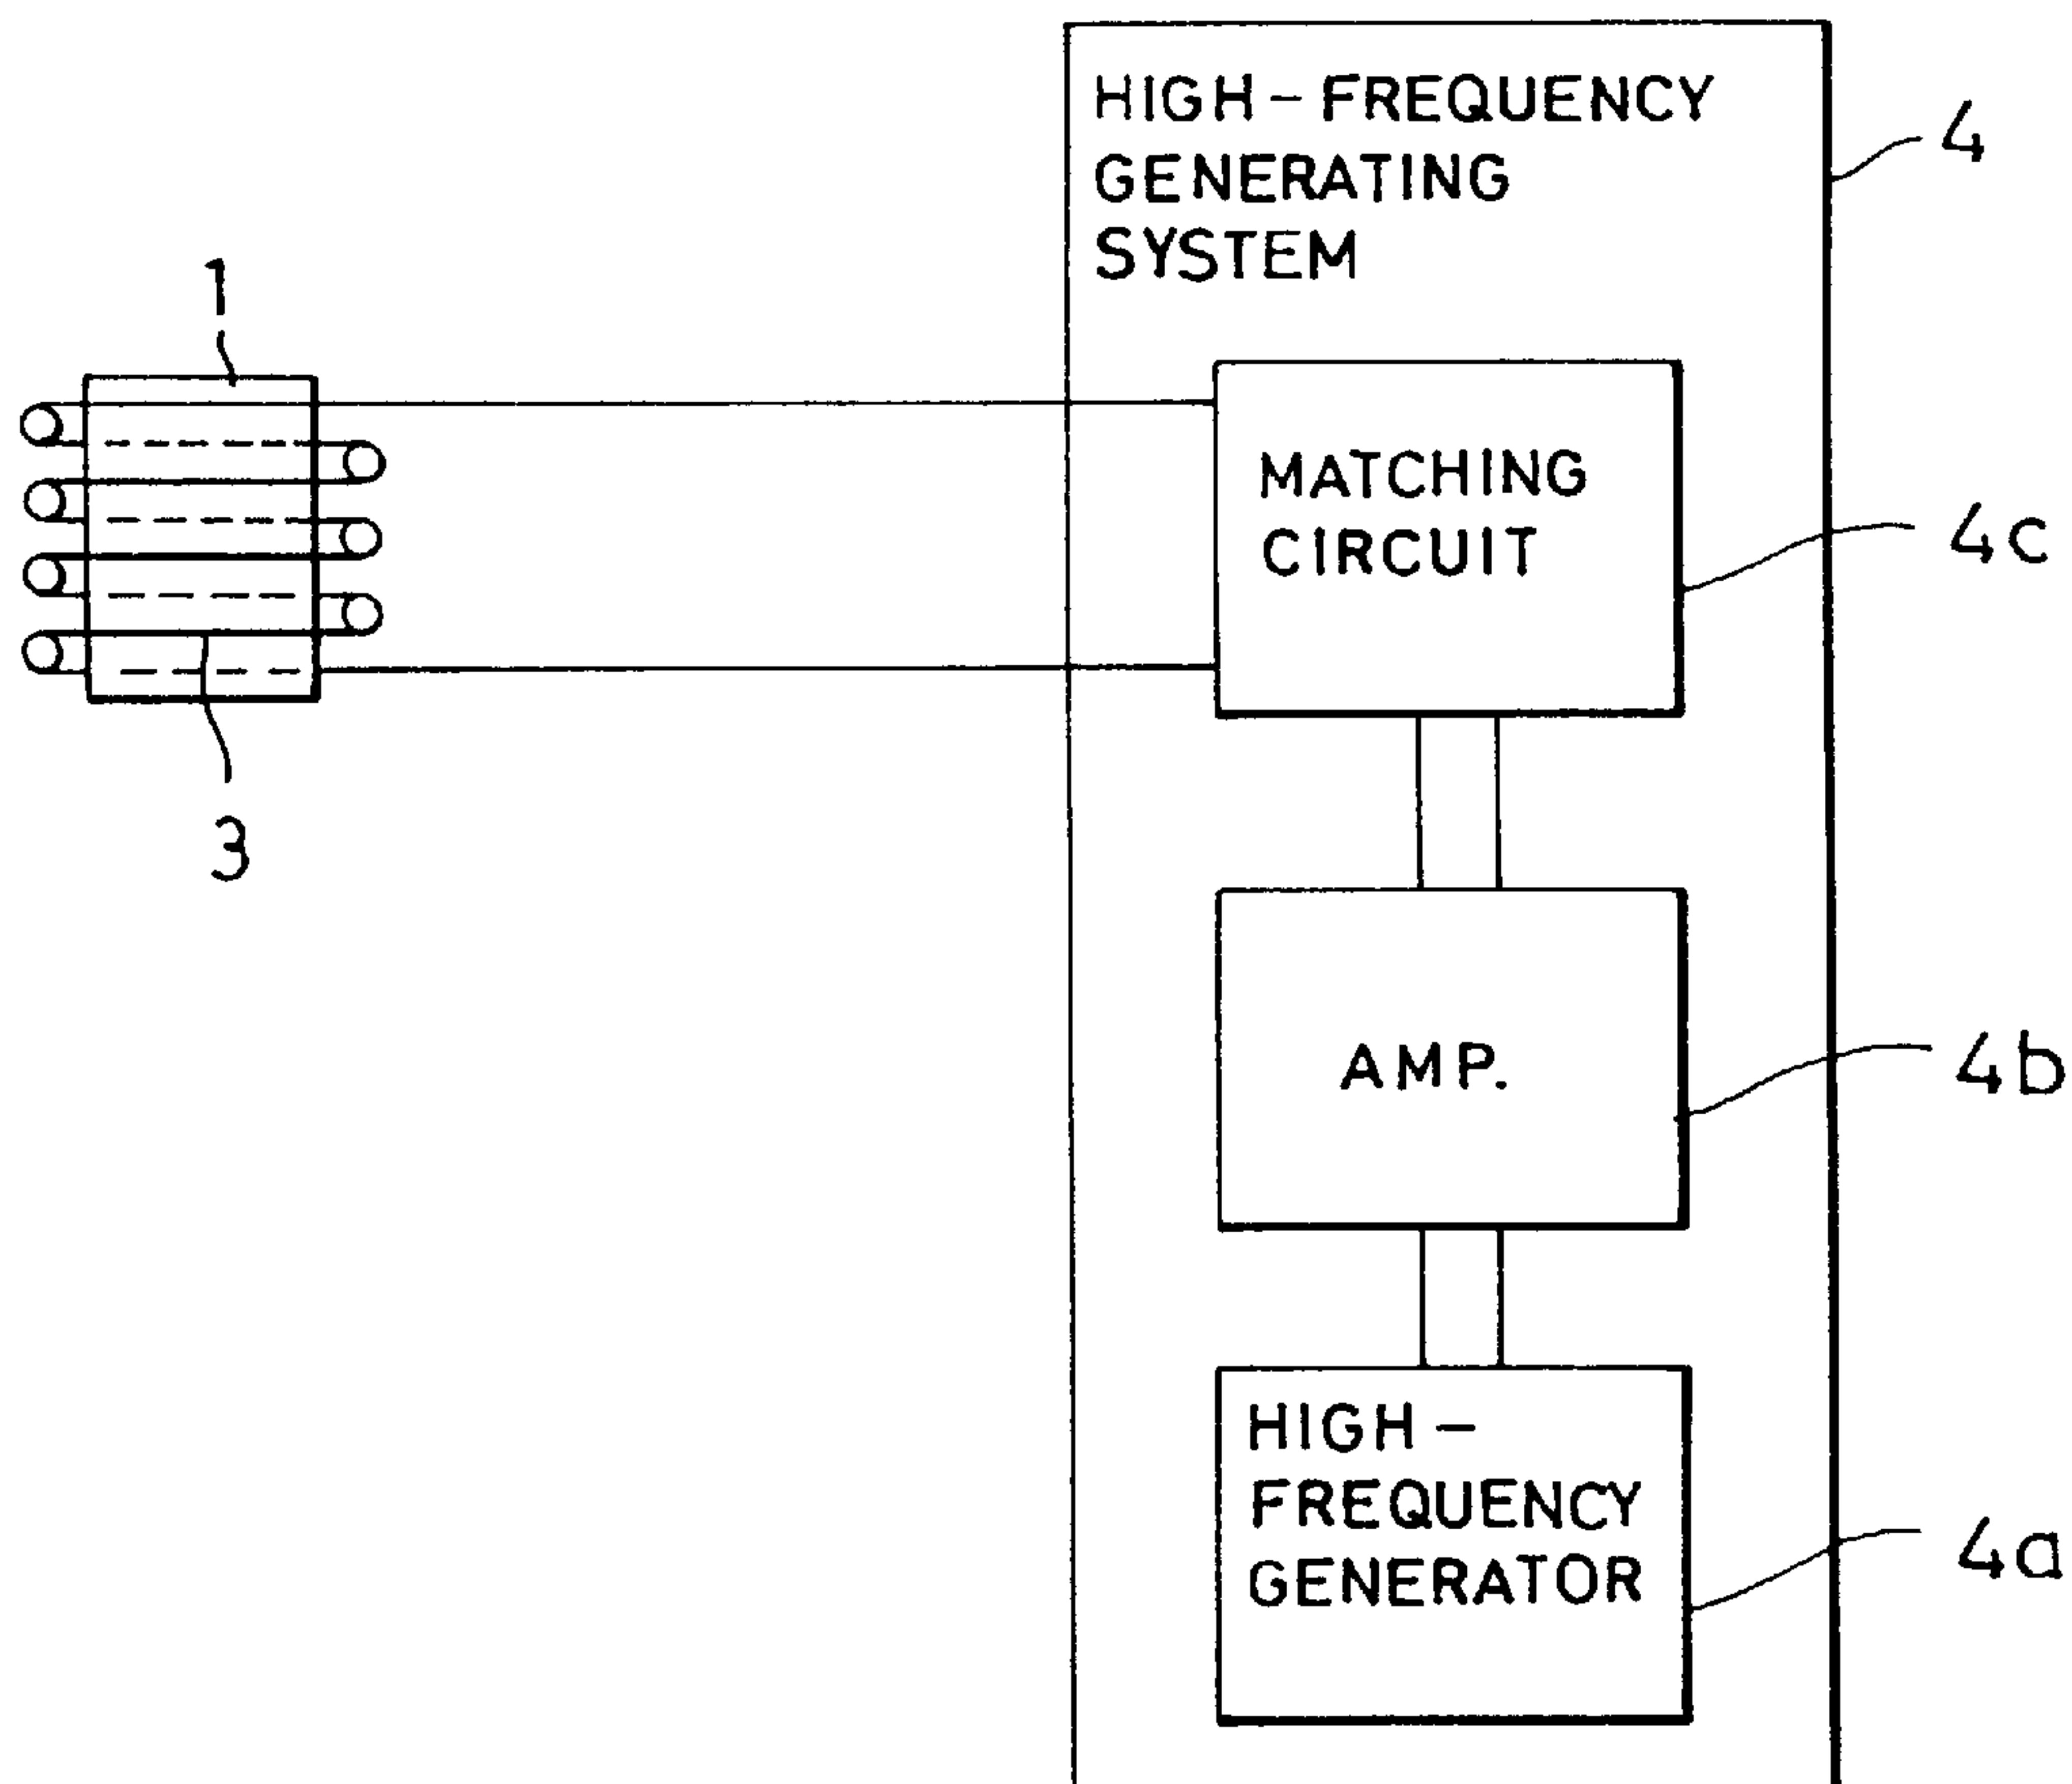 HIGH-FREQUENCY
GENERATING
SYSTEM
4
1
MATCHING
CIRCUIT
4c
3
AMP.
4b
HIGH-
FREQUENCY
GENERATOR
4a